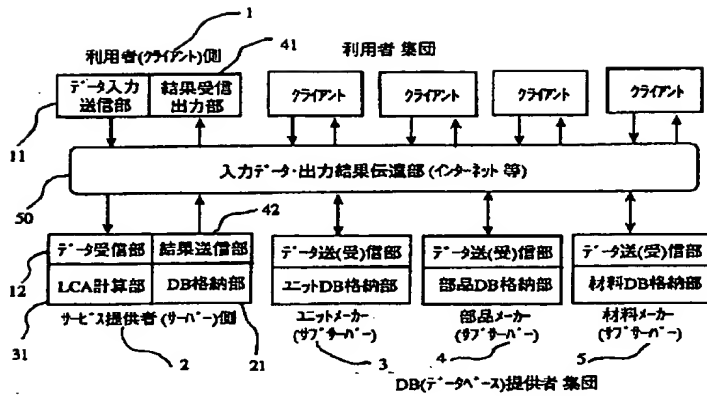 1
利用者(クライアント)側
41
利用者 集団
データ入力
送信部
結果受信
出力部
クライアント
クライアント
クライアント
クライアント
11
入力データ・出力結果伝達部(インターネット 等)
50
42
データ受信部
結果送信部
データ送(受)信部
データ送(受)信部
データ送(受)信部
12
LCA計算部
DB格納部
ユニットDB格納部
部品DB格納部
材料DB格納部
31
サービス提供者(サーバー)側
21
ユニットメーカー
(サブサーバー)
部品メーカー
(サブサーバー)
材料メーカー
(サブサーバー)
2
3
4
5
DB(データベース)提供者 集団